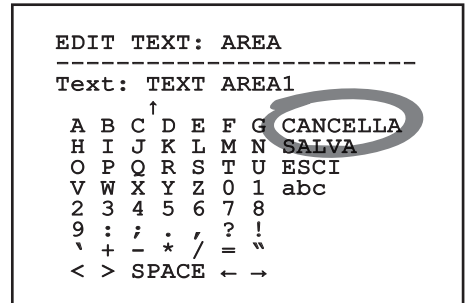 EDIT TEXT: AREA
--------------------------
Text: TEXT AREA1
↑
A B C D E F G CANCELLA
H I J K L M N SALVA
O P Q R S T U ESCI
V W X Y Z 0 1 abc
2 3 4 5 6 7 8
9 : ; . , ? !
‵ + - * / = ‶
< > SPACE ← →